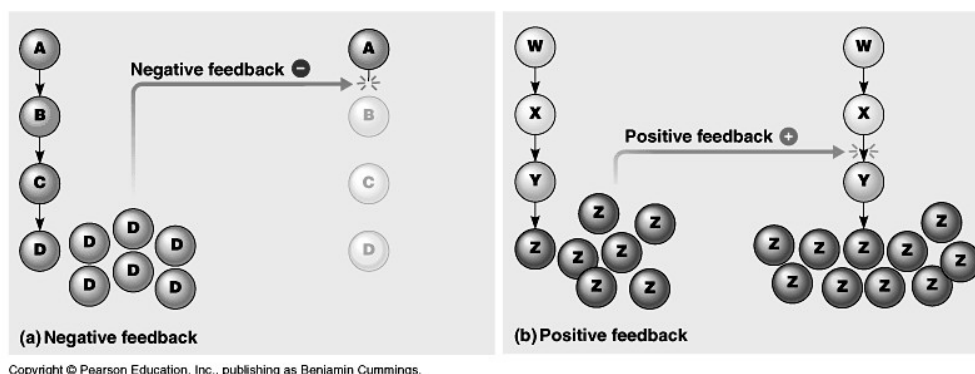 A
B
C
D
D
D
D
D
D
D
Negative feedback −
A
B
C
D
(a) Negative feedback
W
X
Y
Z
Z
Z
Z
Z
Z
Z
Positive feedback +
W
X
Y
Z
Z
Z
Z
Z
Z
Z
Z
Z
Z
Z
(b) Positive feedback
Copyright © Pearson Education, Inc., publishing as Benjamin Cummings.